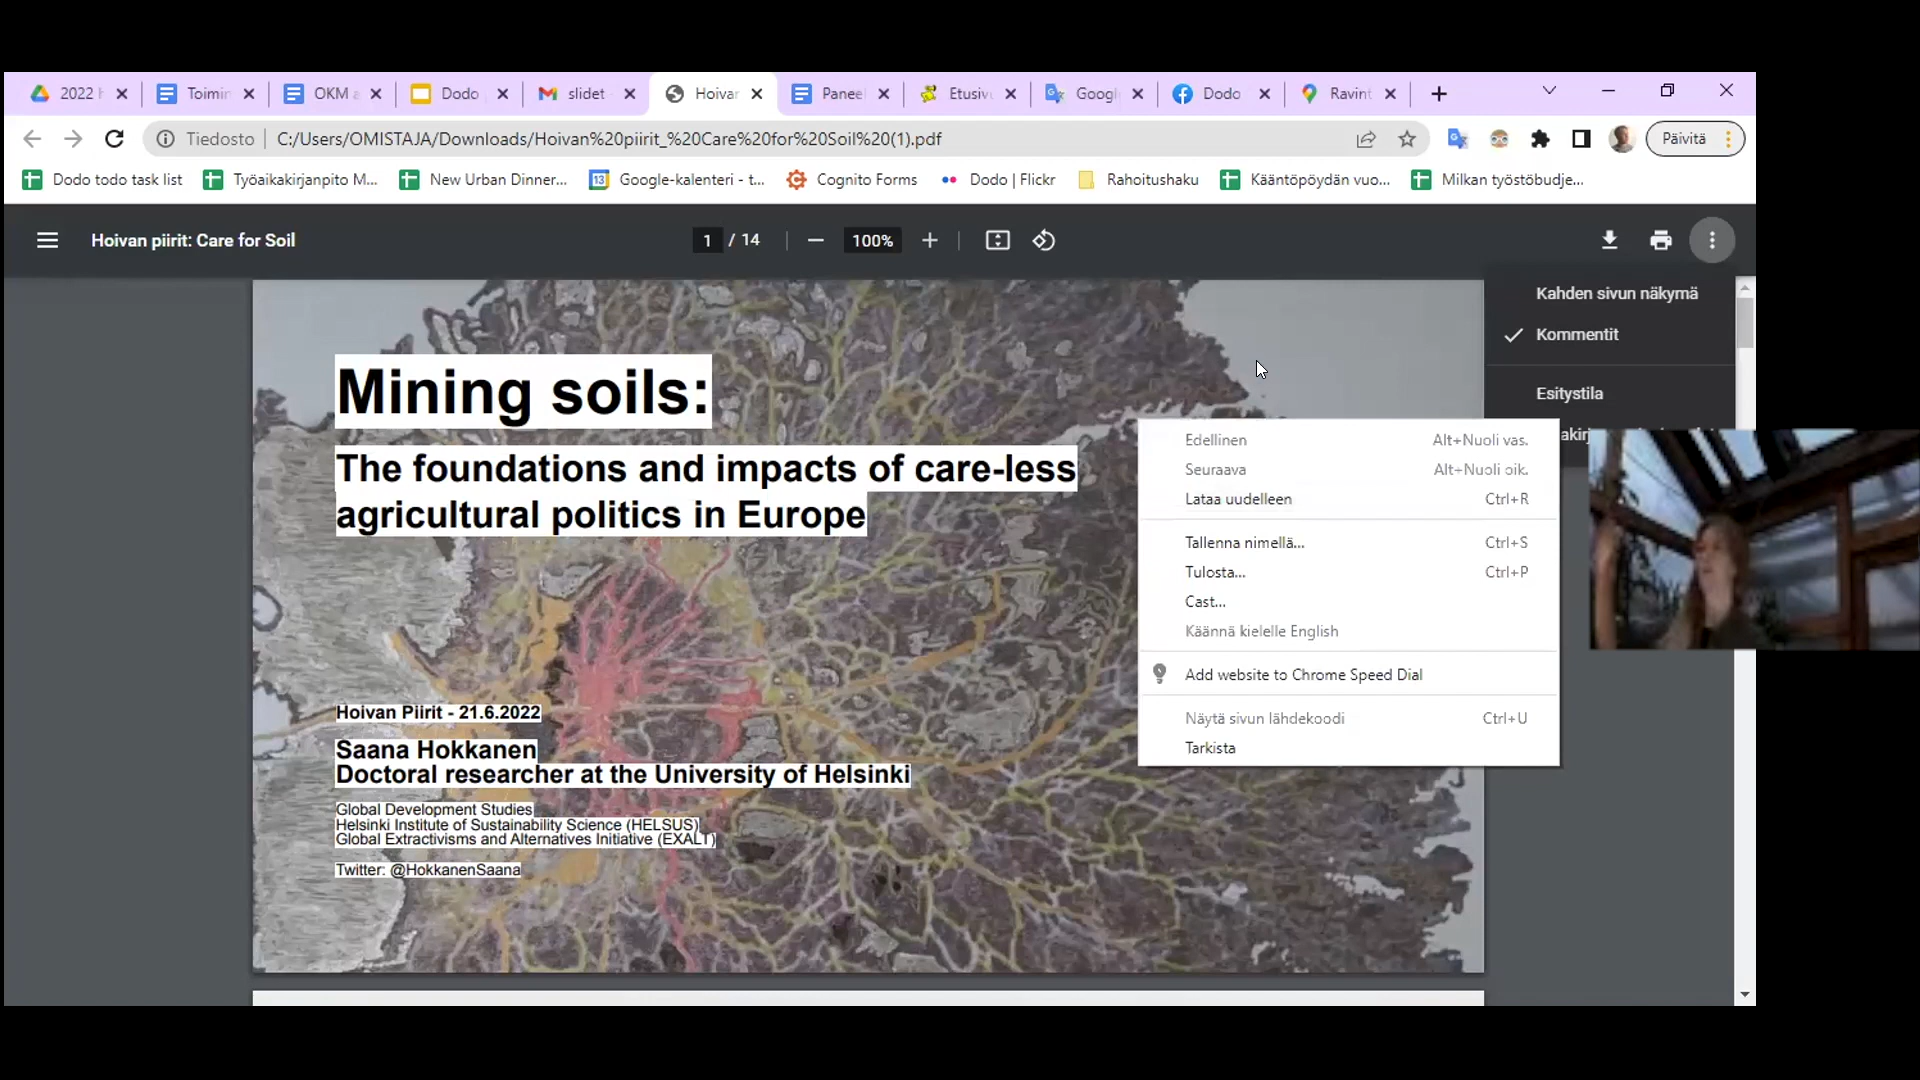 2022
Toimin
OKM a
Dodo
slidet
Hoivan
Panee
Etusivu
Googl
Dodo
Ravint
Tiedosto
C:/Users/OMISTAJA/Downloads/Hoivan%20piirit_%20Care%20for%20Soil%20(1).pdf
Päivitä
Dodo todo task list
Työaikakirjanpito M...
New Urban Dinner...
Google-kalenteri - t...
Cognito Forms
Dodo | Flickr
Rahoitushaku
Kääntöpöydän vuo...
Milkan työstöbudje...
Hoivan piirit: Care for Soil
1 / 14
100%
Kahden sivun näkymä
Kommentit
Esitystila
Mining soils:
The foundations and impacts of care-less
agricultural politics in Europe
Edellinen Alt+Nuoli vas.
Seuraava Alt+Nuoli oik.
Lataa uudelleen Ctrl+R
Tallenna nimellä... Ctrl+S
Tulosta... Ctrl+P
Cast...
Käännä kielelle English
Add website to Chrome Speed Dial
Näytä sivun lähdekoodi Ctrl+U
Tarkista
Hoivan Piirit - 21.6.2022
Saana Hokkanen
Doctoral researcher at the University of Helsinki
Global Development Studies
Helsinki Institute of Sustainability Science (HELSUS)
Global Extractivisms and Alternatives Initiative (EXALT)
Twitter: @HokkanenSaana